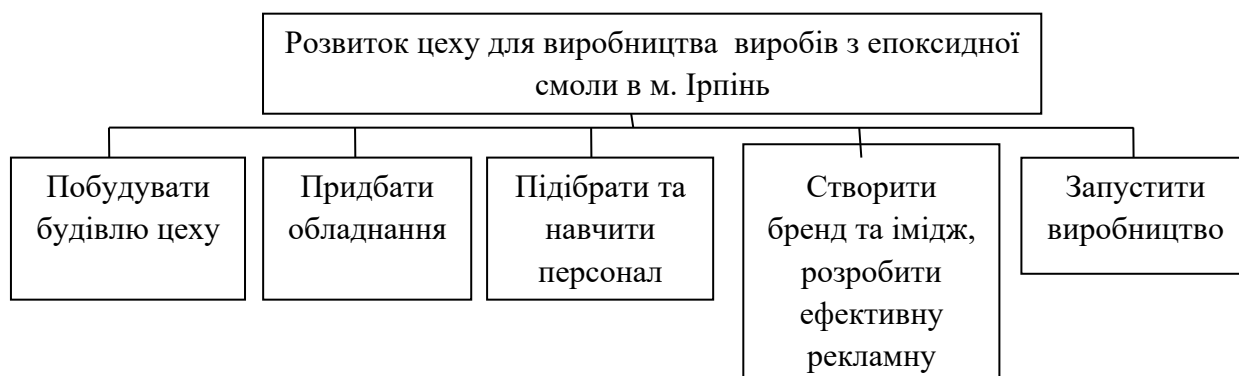 Розвиток цеху для виробництва виробів з епоксидної
смоли в м. Ірпінь
Побудувати
будівлю цеху
Придбати
обладнання
Підібрати та
навчити
персонал
Створити
бренд та імідж,
розробити
ефективну
рекламну
Запустити
виробництво